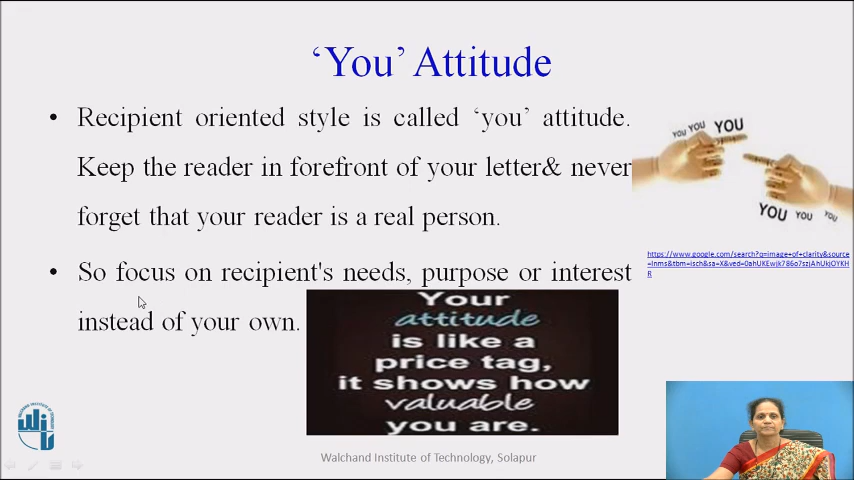 ‘You’ Attitude
• Recipient oriented style is called ‘you’ attitude.
Keep the reader in forefront of your letter& never
forget that your reader is a real person.
• So focus on recipient's needs, purpose or interest
instead of your own.
YOU YOU YOU
YOU YOU YOU
https://www.google.com/search?q=image+of+clarity&source
=lnms&tbm=isch&sa=X&ved=0ahUKEwjk786o7szjAhUkjOYKH
R
Your
attitude
is like a
price tag,
it shows how
valuable
you are.
Walchand Institute of Technology, Solapur